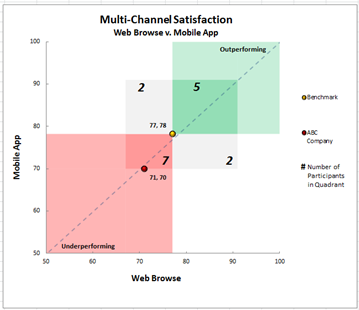 Multi-Channel Satisfaction
Web Browse v. Mobile App
100
90
80
70
60
50
Mobile App
Outperforming
2
5
77, 78
7
2
71, 70
Underperforming
50
60
70
80
90
100
Web Browse
Benchmark
ABC
Company
# Number of
Participants
in Quadrant